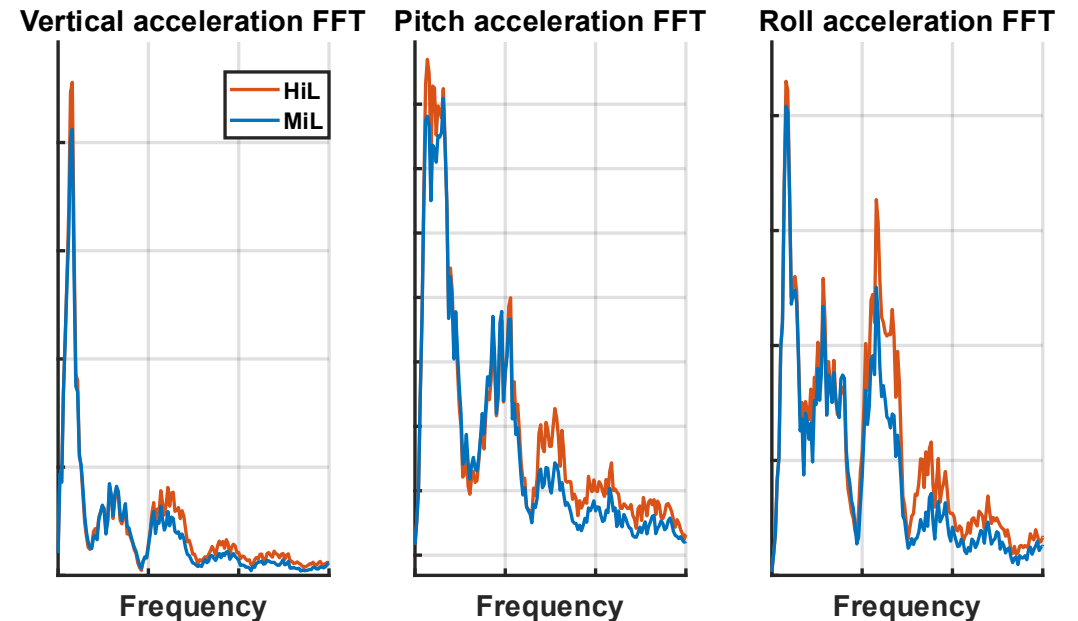 Vertical acceleration FFT
Pitch acceleration FFT
Roll acceleration FFT
HiL
MiL
Frequency
Frequency
Frequency